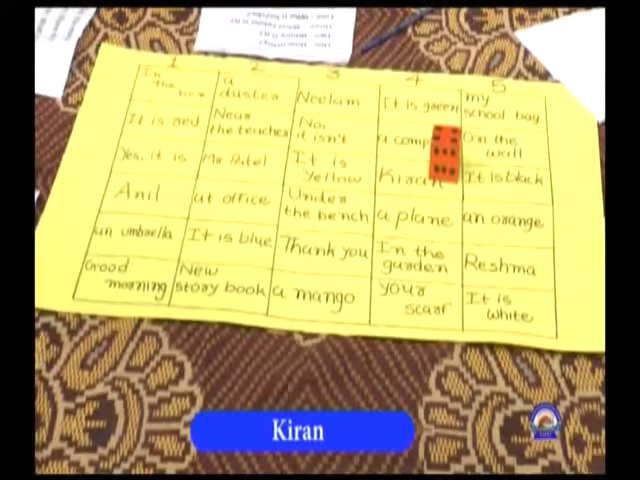 1 2 3 4 5
In the box
a duster
Neelam
It is green
my school bag
It is red
Near the teacher
No, it isn't
a comp
On the wall
Yes, it is
Mr Patel
It is Yellow
Kiran
It is black
Anil
at office
Under the bench
a plane
an orange
an umbrella
It is blue
Thank you
In the garden
Reshma
Good morning
New story book
a mango
your scarf
It is white
Kiran